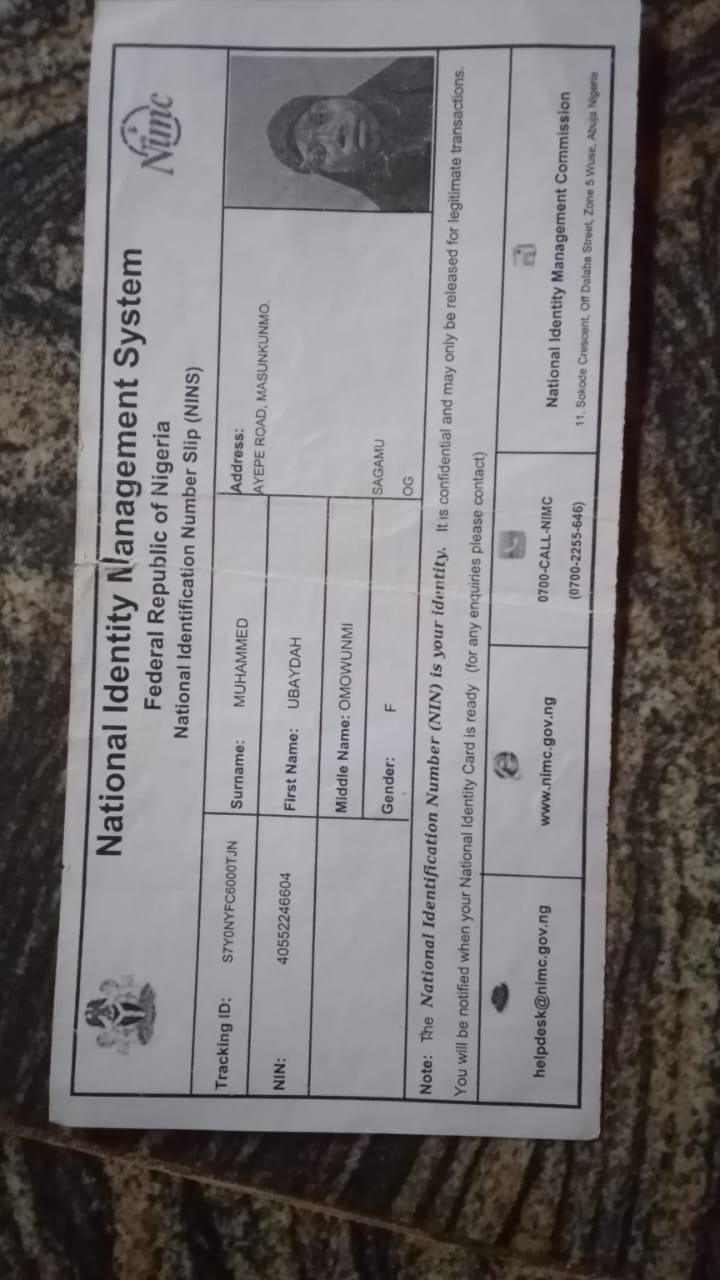 National Identity Management System
Federal Republic of Nigeria
National Identification Number Slip (NINS)
Nimc
Tracking ID: S7Y0NYFC6000TJN
Surname: MUHAMMED
Address:
AYEPE ROAD, MASUNKUNMO.
NIN: 40552246604
First Name: UBAYDAH
Middle Name: OMOWUNMI
SAGAMU
Gender: F
OG
Note: The National Identification Number (NIN) is your identity. It is confidential and may only be released for legitimate transactions.
You will be notified when your National Identity Card is ready (for any enquiries please contact)
helpdesk@nimc.gov.ng
www.nimc.gov.ng
0700-CALL-NIMC
(0700-2255-646)
National Identity Management Commission
11, Sokode Crescent, Off Dalaba Street, Zone 5 Wuse, Abuja Nigeria